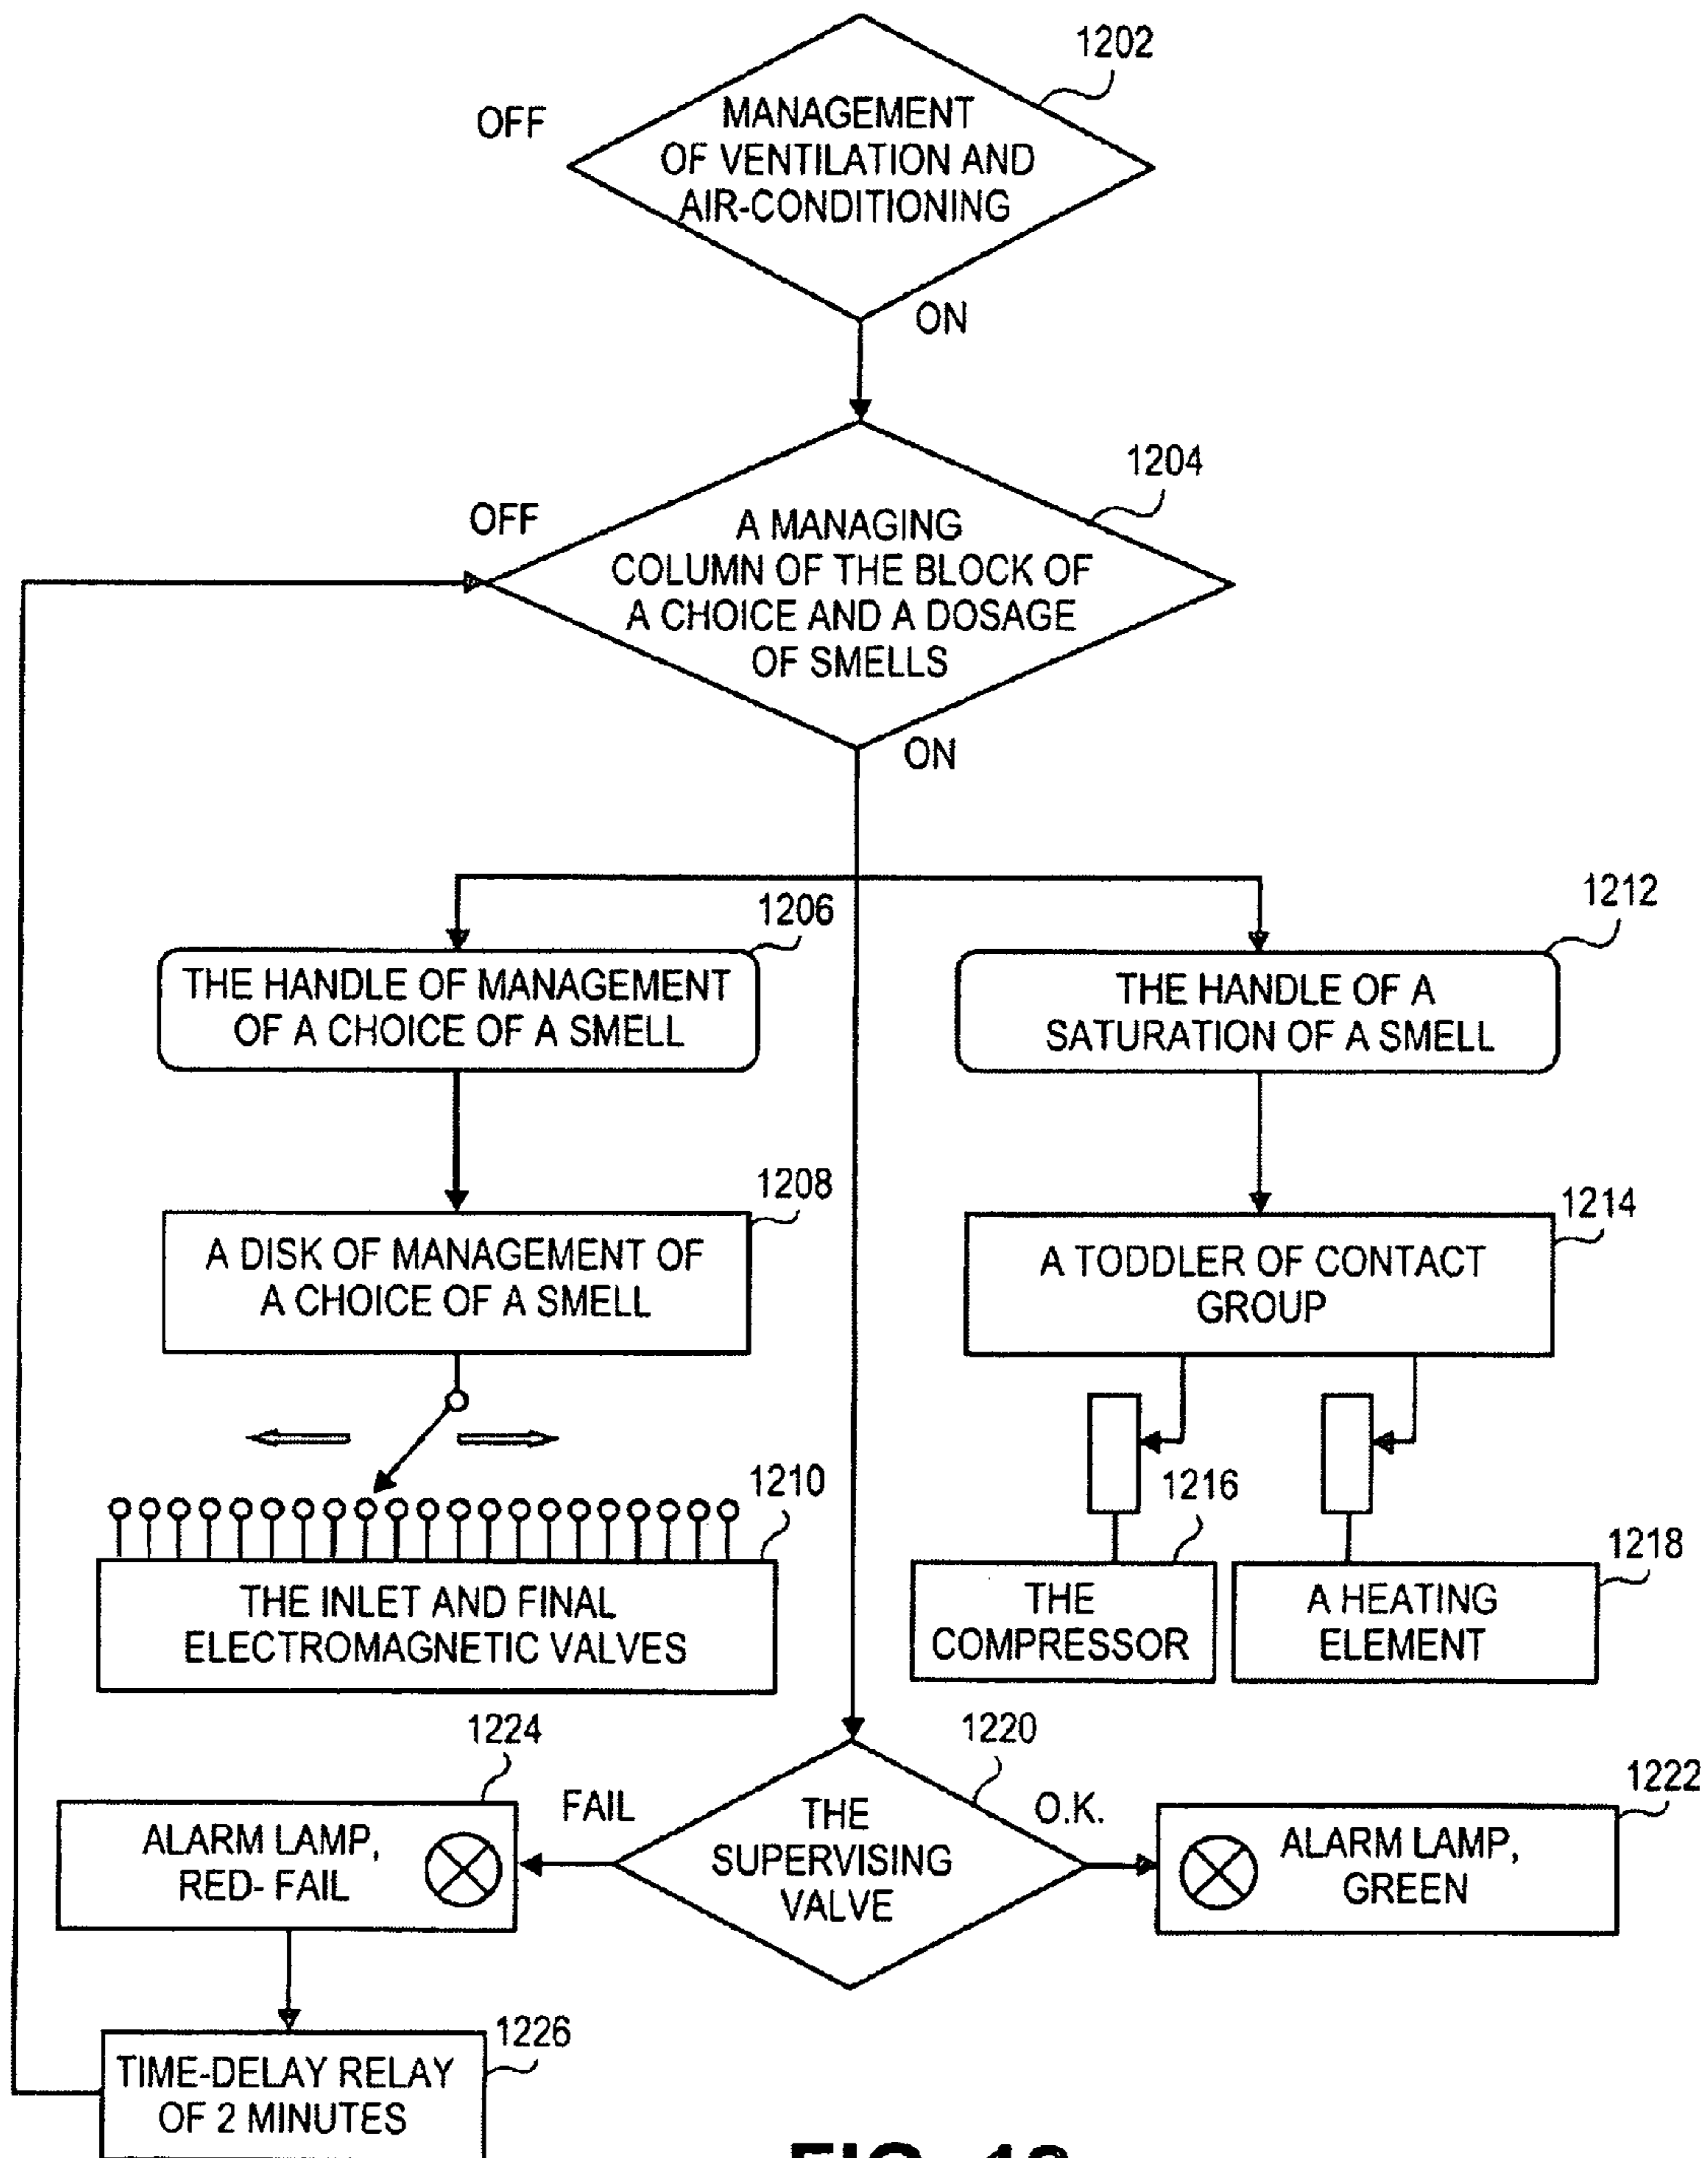 1202
OFF
MANAGEMENT
OF VENTILATION AND
AIR-CONDITIONING
ON
1204
OFF
A MANAGING
COLUMN OF THE BLOCK OF
A CHOICE AND A DOSAGE
OF SMELLS
ON
1206
THE HANDLE OF MANAGEMENT
OF A CHOICE OF A SMELL
1212
THE HANDLE OF A
SATURATION OF A SMELL
1208
A DISK OF MANAGEMENT OF
A CHOICE OF A SMELL
1214
A TODDLER OF CONTACT
GROUP
1210
THE INLET AND FINAL
ELECTROMAGNETIC VALVES
1216
THE
COMPRESSOR
1218
A HEATING
ELEMENT
1220
THE
SUPERVISING
VALVE
FAIL
O.K.
1224
ALARM LAMP,
RED- FAIL
1222
ALARM LAMP,
GREEN
1226
TIME-DELAY RELAY
OF 2 MINUTES